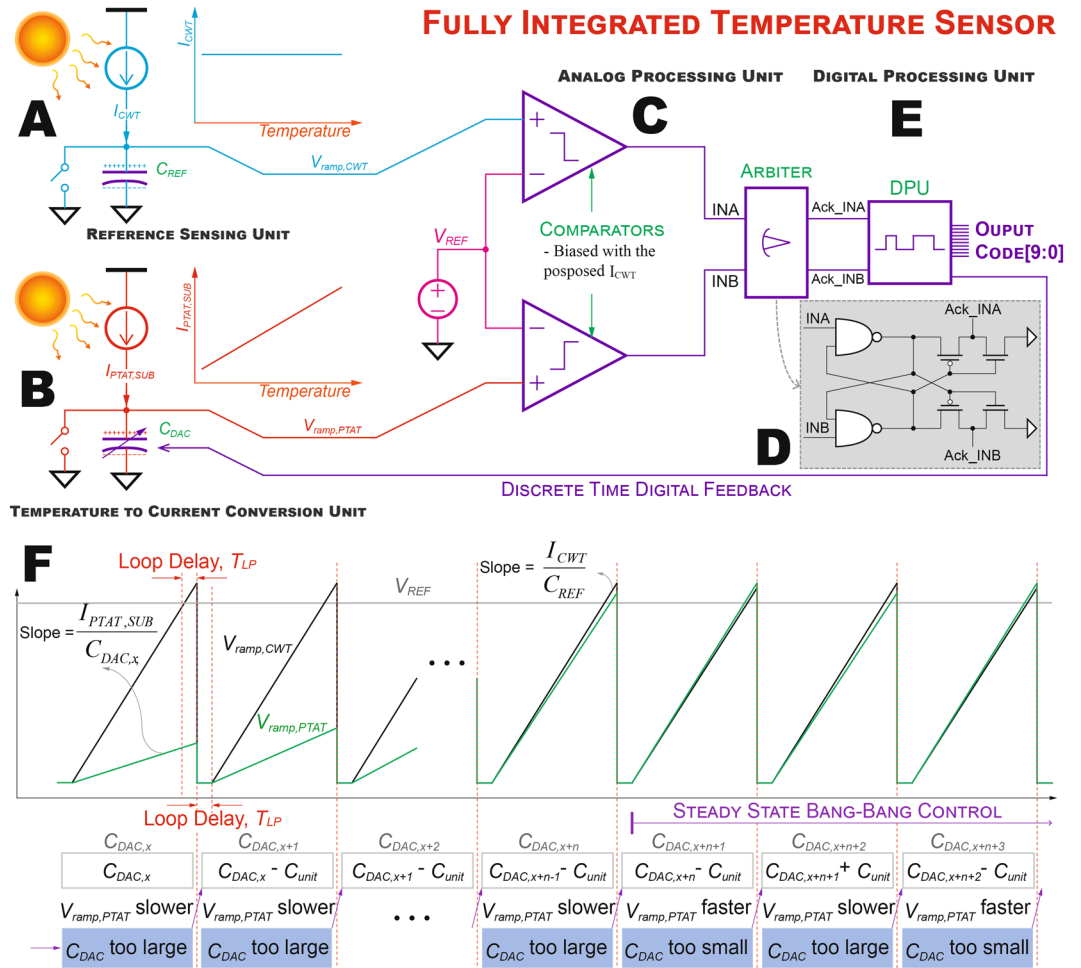 FULLY INTEGRATED TEMPERATURE SENSOR
ANALOG PROCESSING UNIT
DIGITAL PROCESSING UNIT
A
I_CWT
I_CWT
Temperature
C
E
+++++++++
C_REF
V_ramp,CWT
+
−
ARBITER
DPU
INA
Ack_INA
OUPUT
CODE[9:0]
REFERENCE SENSING UNIT
V_REF
COMPARATORS
- Biased with the
posposed I_CWT
INB
Ack_INB
+
−
B
I_PTAT,SUB
I_PTAT,SUB
Temperature
−
+
+++++++++
C_DAC
V_ramp,PTAT
D
INA
Ack_INA
INB
Ack_INB
DISCRETE TIME DIGITAL FEEDBACK
TEMPERATURE TO CURRENT CONVERSION UNIT
F
Loop Delay, T_LP
Slope = I_CWT / C_REF
V_REF
Slope = I_PTAT,SUB / C_DAC,x
V_ramp,CWT
V_ramp,PTAT
Loop Delay, T_LP
STEADY STATE BANG-BANG CONTROL
C_DAC,x C_DAC,x+1 C_DAC,x+2 C_DAC,x+n C_DAC,x+n+1 C_DAC,x+n+2 C_DAC,x+n+3
C_DAC,x C_DAC,x - C_unit C_DAC,x+1 - C_unit C_DAC,x+n-1 - C_unit C_DAC,x+n - C_unit C_DAC,x+n+1 + C_unit C_DAC,x+n+2 - C_unit
V_ramp,PTAT slower V_ramp,PTAT slower V_ramp,PTAT slower V_ramp,PTAT faster V_ramp,PTAT slower V_ramp,PTAT faster
C_DAC too large C_DAC too large C_DAC too large C_DAC too small C_DAC too large C_DAC too small